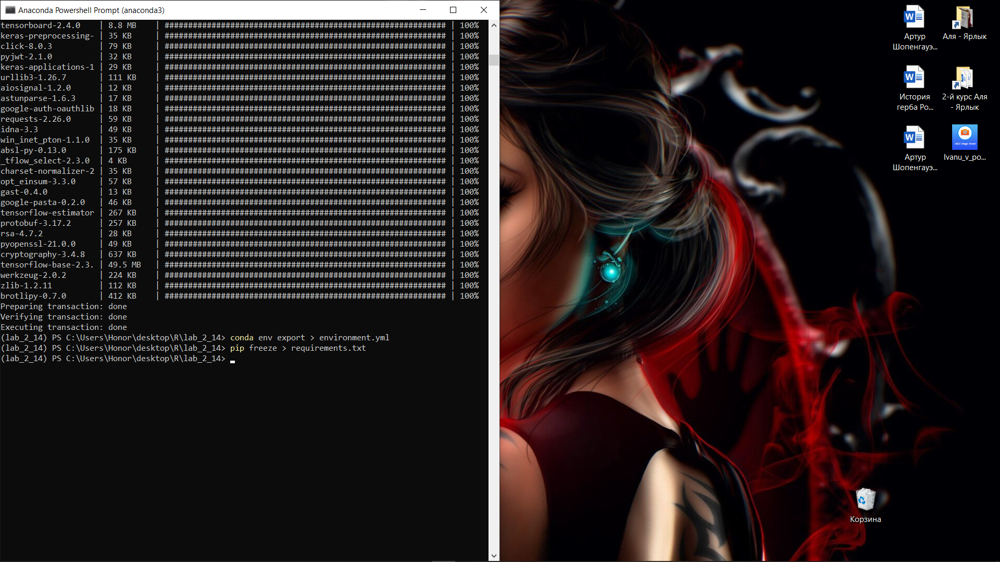 Anaconda Powershell Prompt (anaconda3)
tensorboard-2.4.0 | 8.8 MB | ############################################################ | 100%
keras-preprocessing- | 35 KB | ############################################################ | 100%
click-8.0.3 | 79 KB | ############################################################ | 100%
pyjwt-2.1.0 | 32 KB | ############################################################ | 100%
keras-applications-1 | 29 KB | ############################################################ | 100%
urllib3-1.26.7 | 111 KB | ############################################################ | 100%
aiosignal-1.2.0 | 12 KB | ############################################################ | 100%
astunparse-1.6.3 | 17 KB | ############################################################ | 100%
google-auth-oauthlib | 18 KB | ############################################################ | 100%
requests-2.26.0 | 59 KB | ############################################################ | 100%
idna-3.3 | 49 KB | ############################################################ | 100%
win_inet_pton-1.1.0 | 35 KB | ############################################################ | 100%
absl-py-0.13.0 | 175 KB | ############################################################ | 100%
_tflow_select-2.3.0 | 4 KB | ############################################################ | 100%
charset-normalizer-2 | 35 KB | ############################################################ | 100%
opt_einsum-3.3.0 | 57 KB | ############################################################ | 100%
gast-0.4.0 | 13 KB | ############################################################ | 100%
google-pasta-0.2.0 | 46 KB | ############################################################ | 100%
tensorflow-estimator | 267 KB | ############################################################ | 100%
protobuf-3.17.2 | 257 KB | ############################################################ | 100%
rsa-4.7.2 | 28 KB | ############################################################ | 100%
pyopenssl-21.0.0 | 49 KB | ############################################################ | 100%
cryptography-3.4.8 | 637 KB | ############################################################ | 100%
tensorflow-base-2.3. | 49.5 MB | ############################################################ | 100%
werkzeug-2.0.2 | 224 KB | ############################################################ | 100%
zlib-1.2.11 | 112 KB | ############################################################ | 100%
brotlipy-0.7.0 | 412 KB | ############################################################ | 100%
Preparing transaction: done
Verifying transaction: done
Executing transaction: done
(lab_2_14) PS C:\Users\Honor\desktop\R\lab_2_14> conda env export > environment.yml
(lab_2_14) PS C:\Users\Honor\desktop\R\lab_2_14> pip freeze > requirements.txt
(lab_2_14) PS C:\Users\Honor\desktop\R\lab_2_14>
Артур
Шопенгауэ...
Аля - Ярлык
История
герба Ро...
2-й курс Аля
- Ярлык
Артур
Шопенгауэ...
Ivanu_v_po...
Корзина